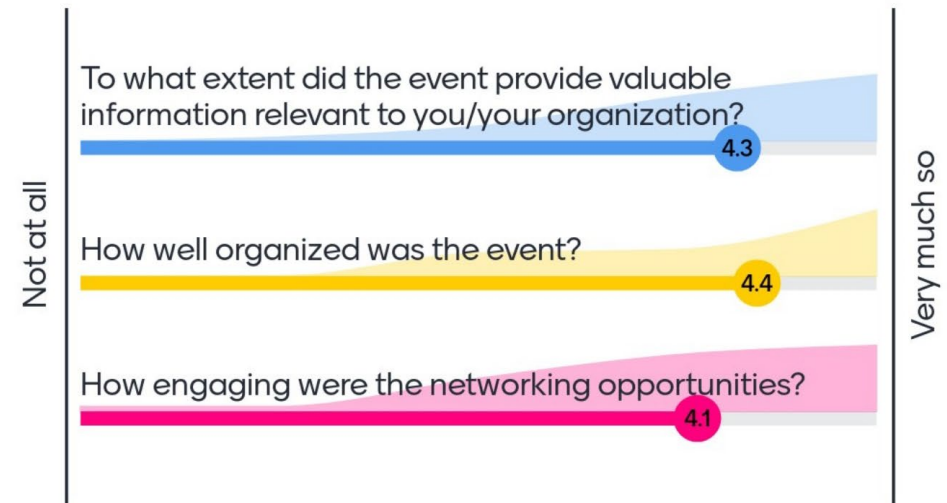 Not at all
To what extent did the event provide valuable
information relevant to you/your organization?
4.3
How well organized was the event?
4.4
How engaging were the networking opportunities?
4.1
Very much so